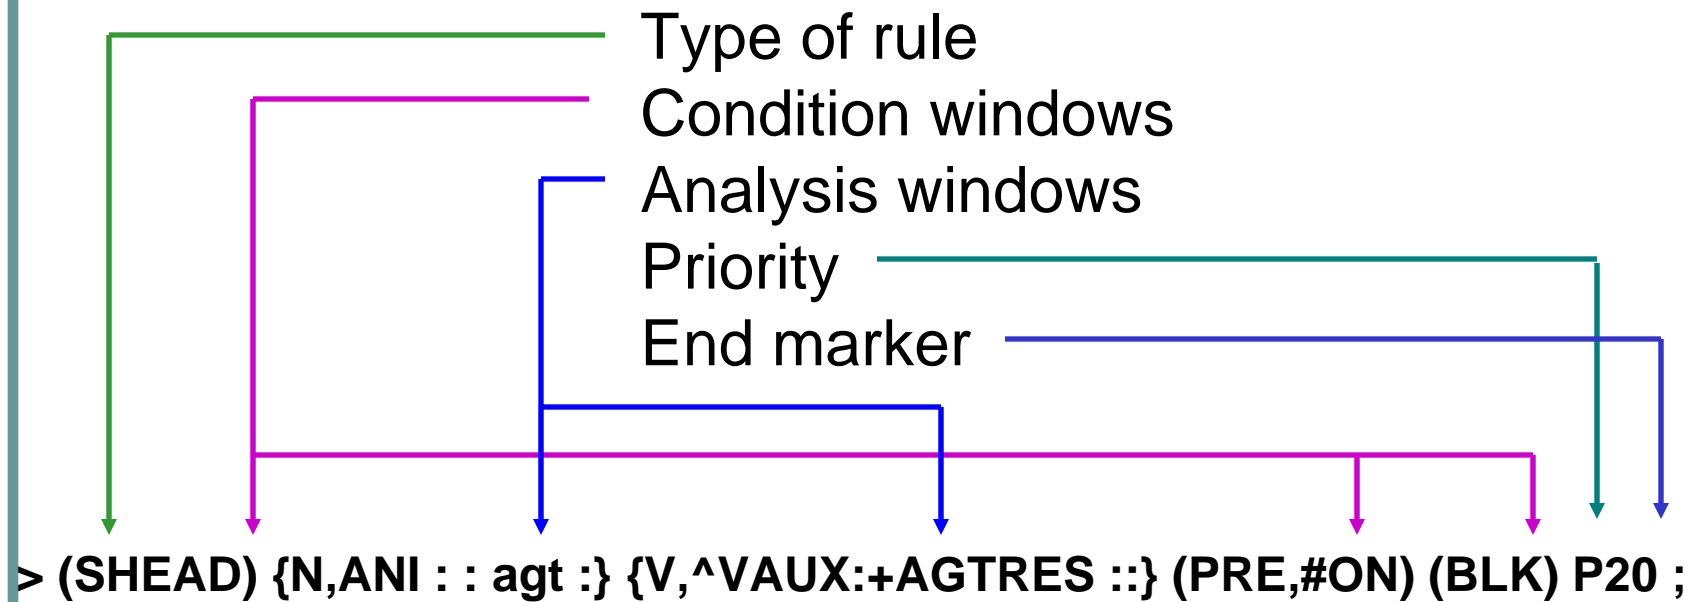 Type of rule
Condition windows
Analysis windows
Priority
End marker
> (SHEAD) {N,ANI : : agt :} {V,^VAUX:+AGTRES ::} (PRE,#ON) (BLK) P20 ;